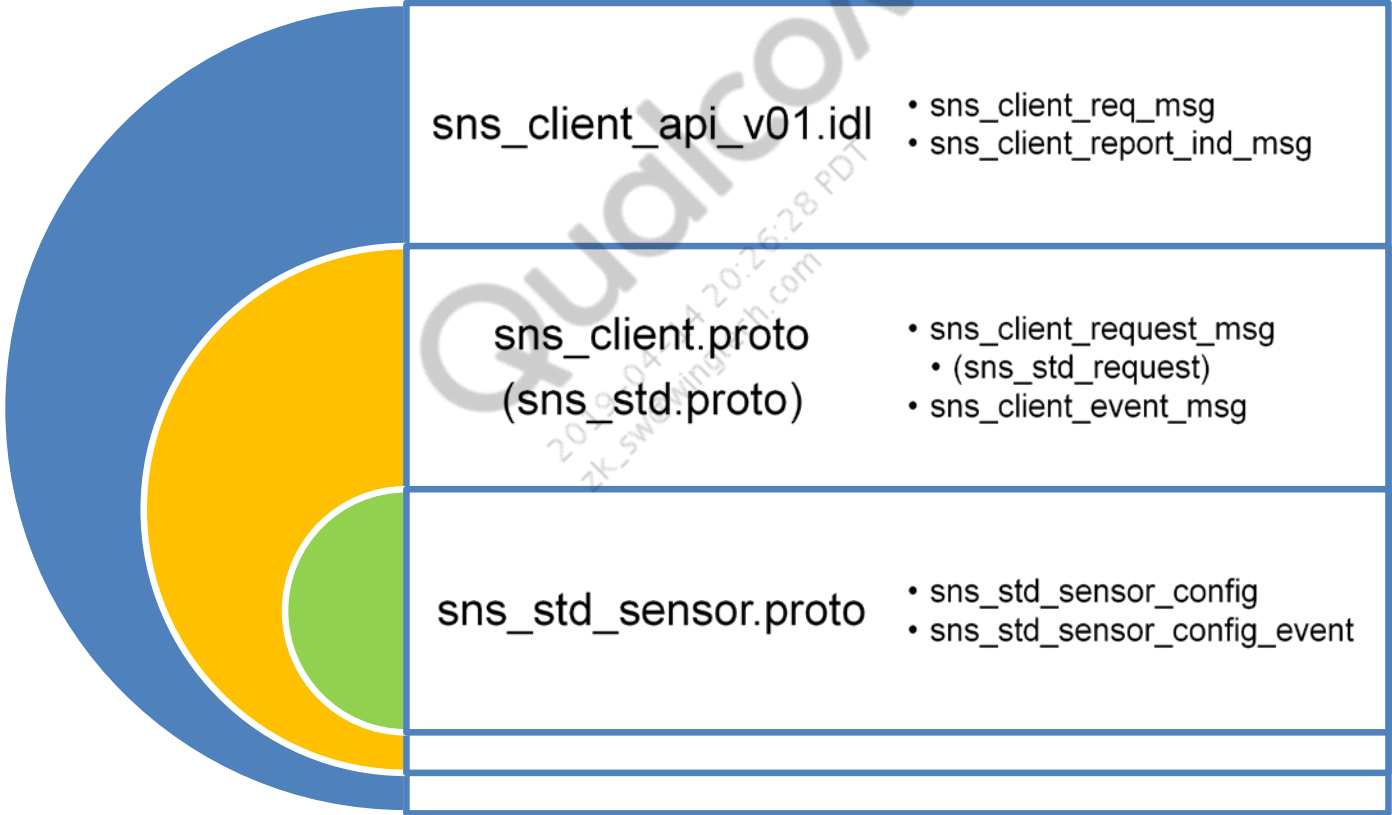 sns_client_api_v01.idl
• sns_client_req_msg
• sns_client_report_ind_msg
sns_client.proto
(sns_std.proto)
• sns_client_request_msg
• (sns_std_request)
• sns_client_event_msg
sns_std_sensor.proto
• sns_std_sensor_config
• sns_std_sensor_config_event
20:26:28 PDT